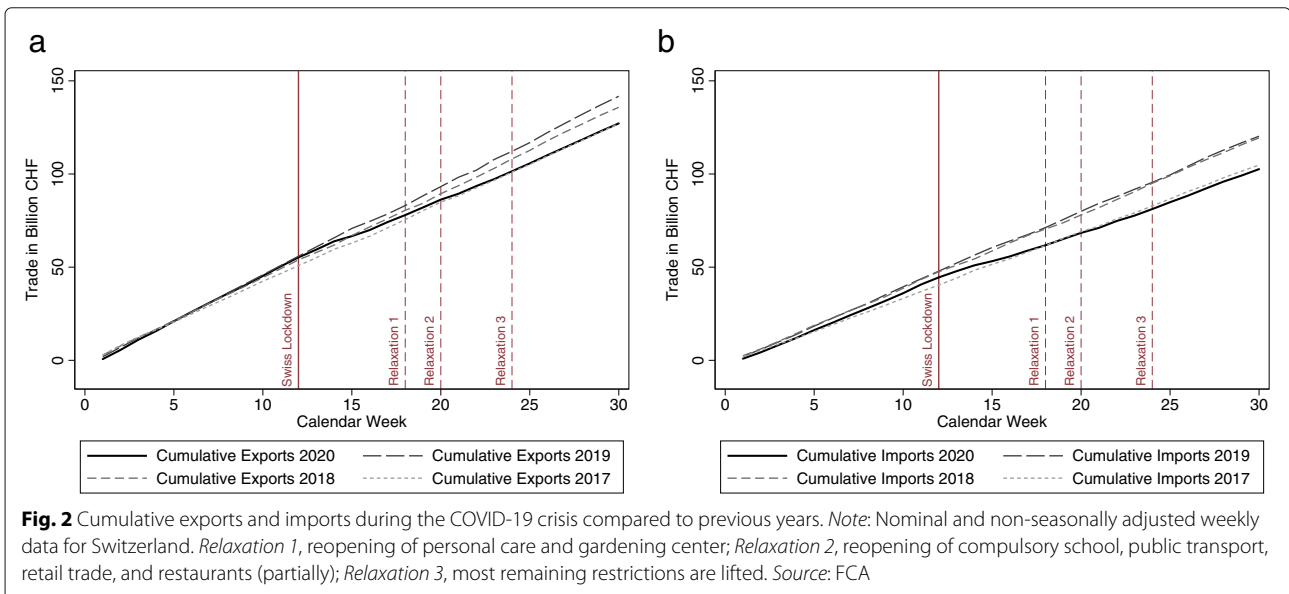 a
150
100
50
0
Trade in Billion CHF
Swiss Lockdown
Relaxation 1
Relaxation 2
Relaxation 3
0 5 10 15 20 25 30
Calendar Week
Cumulative Exports 2020 Cumulative Exports 2019
Cumulative Exports 2018 Cumulative Exports 2017
b
150
100
50
0
Trade in Billion CHF
Swiss Lockdown
Relaxation 1
Relaxation 2
Relaxation 3
0 5 10 15 20 25 30
Calendar Week
Cumulative Imports 2020 Cumulative Imports 2019
Cumulative Imports 2018 Cumulative Imports 2017
Fig. 2 Cumulative exports and imports during the COVID-19 crisis compared to previous years. Note: Nominal and non-seasonally adjusted weekly
data for Switzerland. Relaxation 1, reopening of personal care and gardening center; Relaxation 2, reopening of compulsory school, public transport,
retail trade, and restaurants (partially); Relaxation 3, most remaining restrictions are lifted. Source: FCA